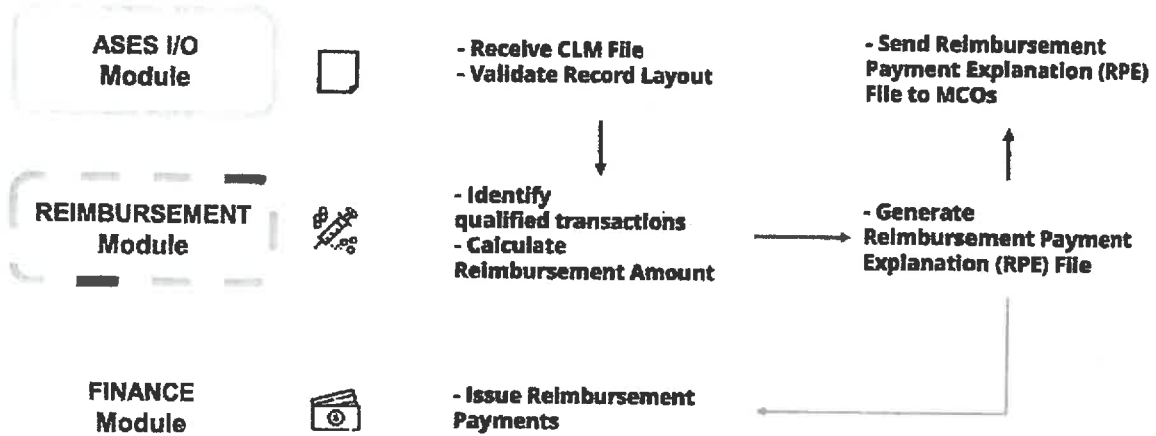 ASES I/O
Module
- Receive CLM File
- Validate Record Layout
- Send Reimbursement
Payment Explanation (RPE)
File to MCOs
REIMBURSEMENT
Module
- Identify
qualified transactions
- Calculate
Reimbursement Amount
- Generate
Reimbursement Payment
Explanation (RPE) File
FINANCE
Module
- Issue Reimbursement
Payments